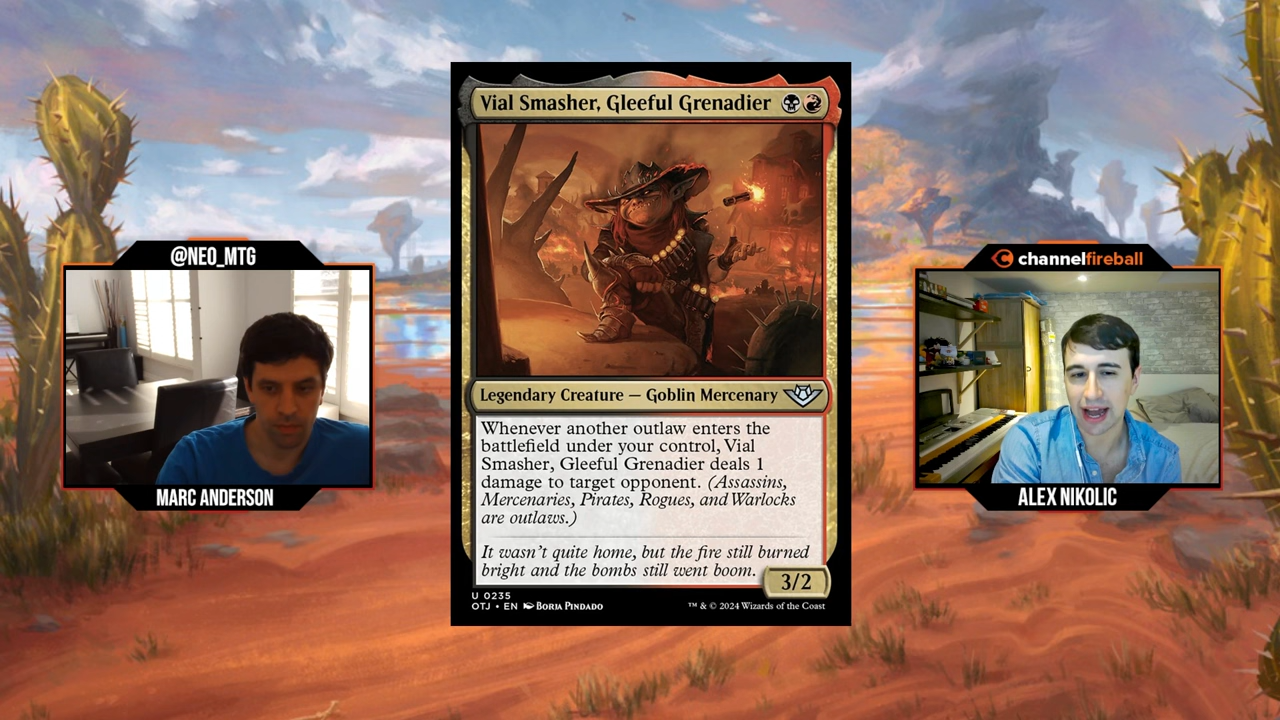 Vial Smasher, Gleeful Grenadier
@NEO_MTG
channelfireball
Legendary Creature — Goblin Mercenary
Whenever another outlaw enters the
battlefield under your control, Vial
Smasher, Gleeful Grenadier deals 1
damage to target opponent. (Assassins,
Mercenaries, Pirates, Rogues, and Warlocks
are outlaws.)
It wasn't quite home, but the fire still burned
bright and the bombs still went boom.
3/2
U 0235
OTJ • EN Borja Pindado
™ & © 2024 Wizards of the Coast
MARC ANDERSON
ALEX NIKOLIC